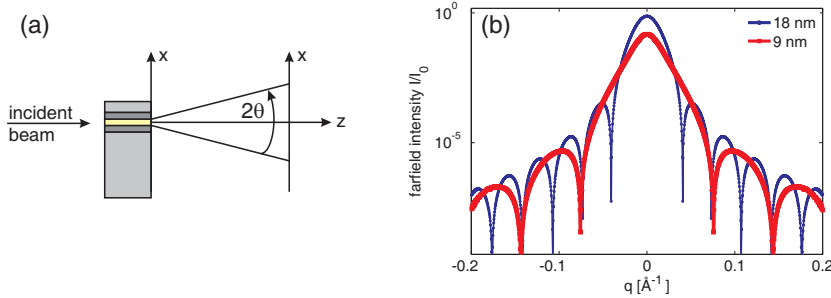 (a)
x
x
incident
beam
2θ
z
(b)
18 nm
9 nm
farfield intensity I/I₀
10⁰
10⁻⁵
-0.2
-0.1
0
0.1
0.2
q [Å⁻¹]